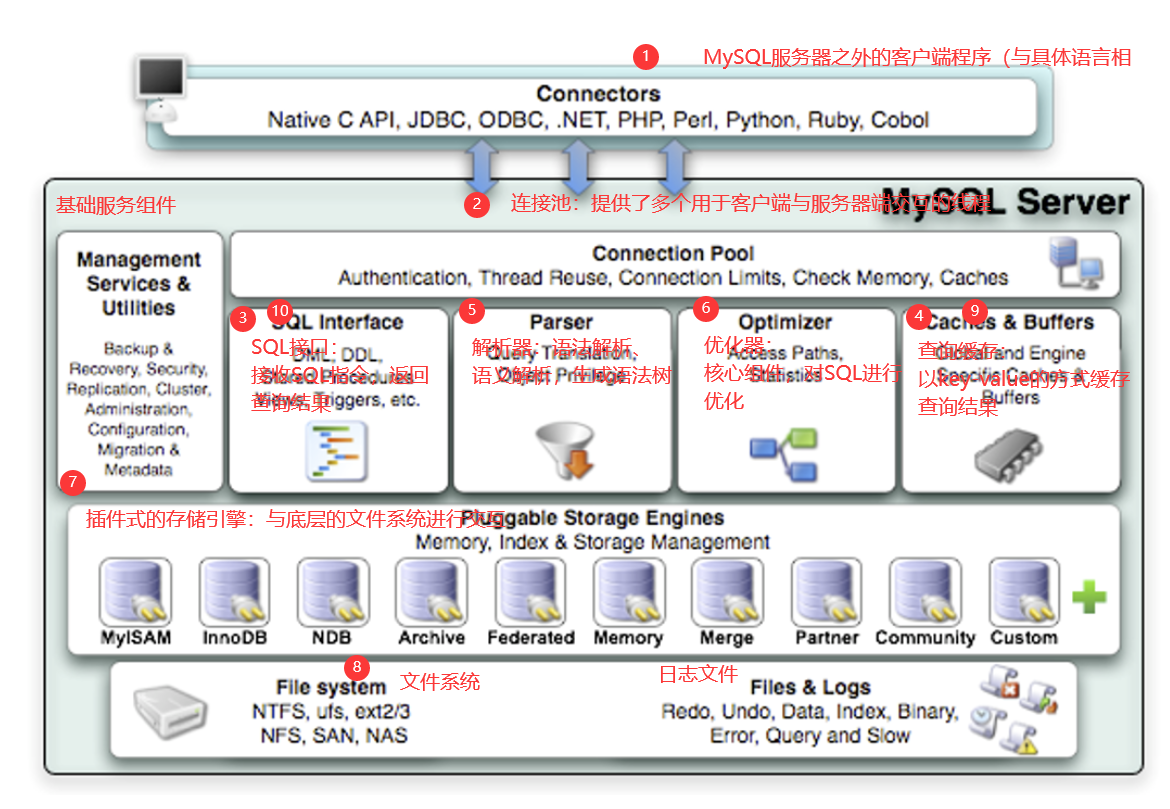 1
MySQL服务器之外的客户端程序（与具体语言相
Connectors
Native C API, JDBC, ODBC, .NET, PHP, Perl, Python, Ruby, Cobol
基础服务组件
2
连接池：提供了多个用于客户端与服务器端交互的线程
MySQL Server
Management
Services &
Utilities
Backup &
Recovery, Security,
Replication, Cluster,
Administration,
Configuration,
Migration &
Metadata
Connection Pool
Authentication, Thread Reuse, Connection Limits, Check Memory, Caches
3
10
SQL Interface
DML, DDL,
Stored Procedures
Views, Triggers, etc.
SQL接口：
接收SQL指令，返回
查询结果
5
Parser
Query Translation,
Object Privilege
解析器：语法解析、
语义解析，生成语法树
6
Optimizer
Access Paths,
Statistics
优化器：
核心组件，对SQL进行
优化
4
9
Caches & Buffers
Global and Engine
Specific Caches &
Buffers
查询缓存：
以key-value的方式缓存
查询结果
7
插件式的存储引擎：与底层的文件系统进行交互
Pluggable Storage Engines
Memory, Index & Storage Management
MyISAM
InnoDB
NDB
Archive
Federated
Memory
Merge
Partner
Community
Custom
8
File system
文件系统
NTFS, ufs, ext2/3
NFS, SAN, NAS
日志文件
Files & Logs
Redo, Undo, Data, Index, Binary,
Error, Query and Slow